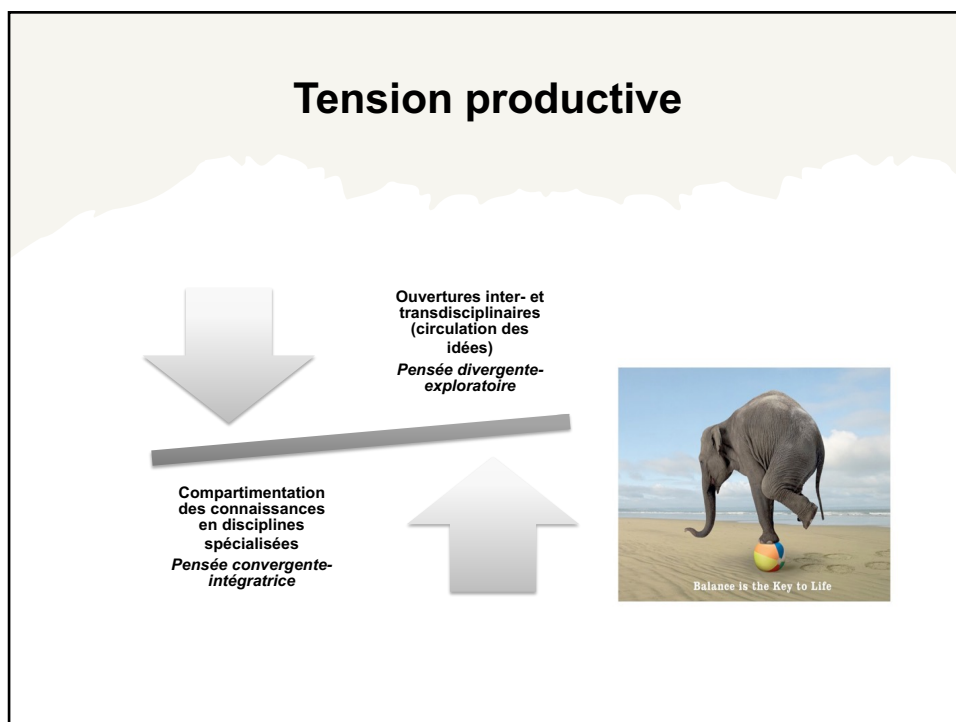 Tension productive
Ouvertures inter- et
transdisciplinaires
(circulation des
idées)
Pensée divergente-
exploratoire
Compartimentation
des connaissances
en disciplines
spécialisées
Pensée convergente-
intégratrice
Balance is the Key to Life